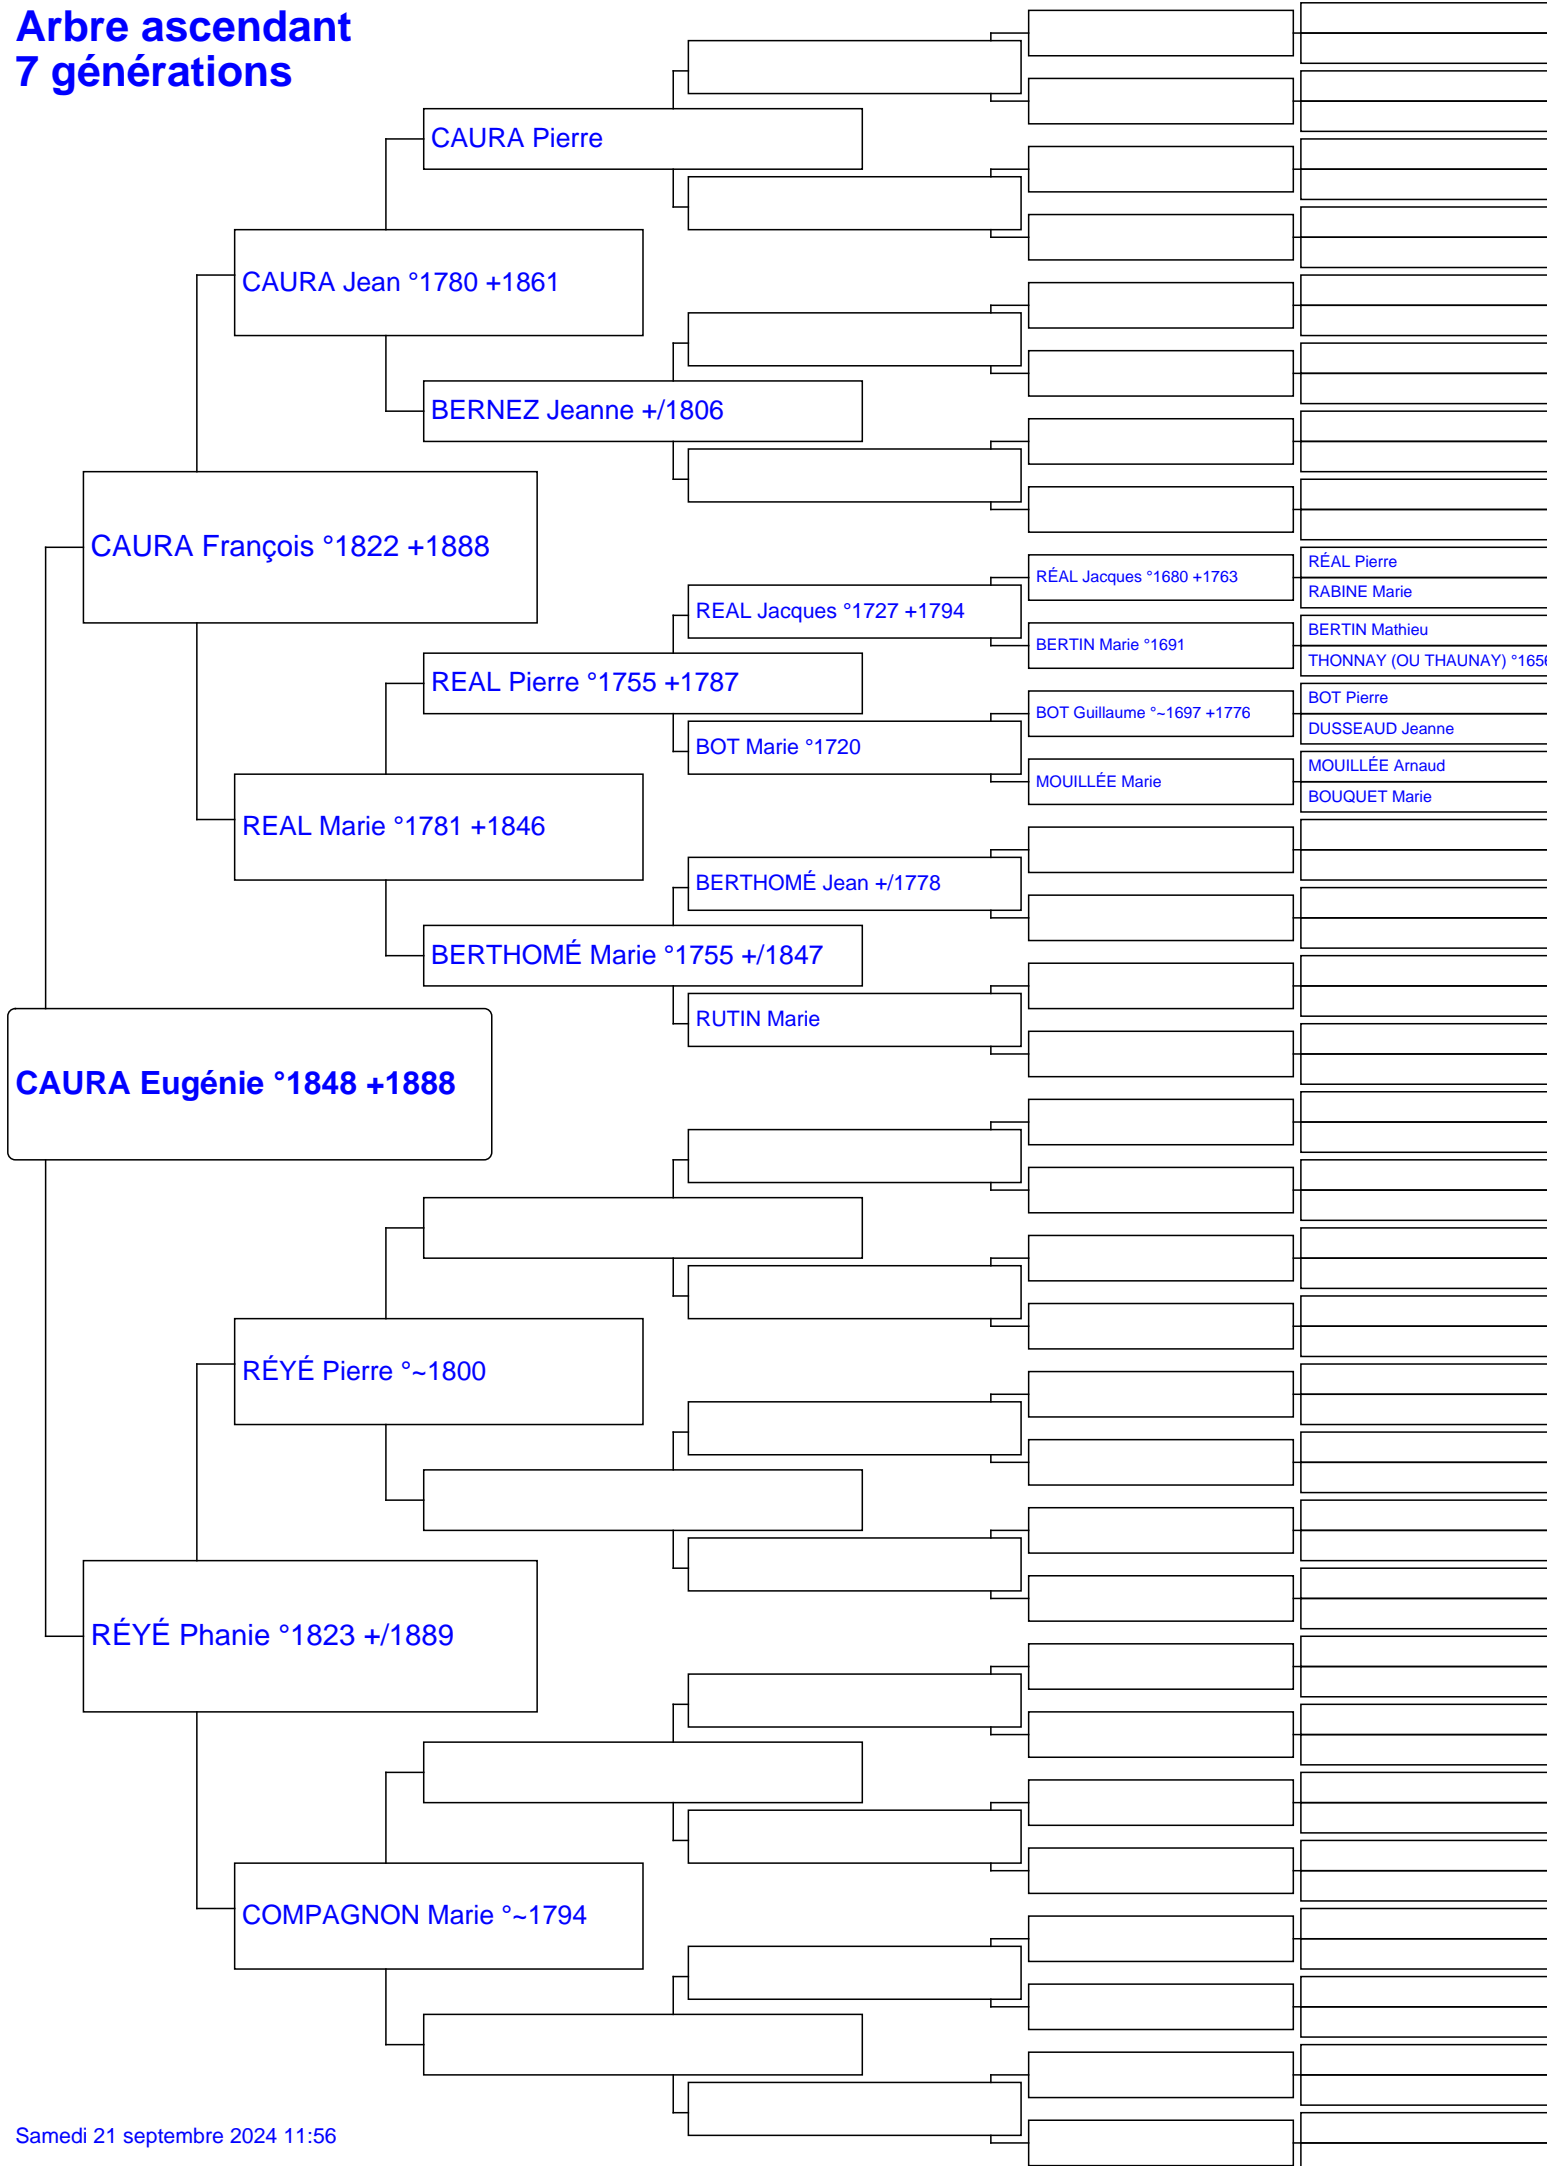 Arbre ascendant
7 générations
CAURA Pierre
CAURA Jean °1780 +1861
BERNEZ Jeanne +/1806
CAURA François °1822 +1888
RÉAL Pierre
RÉAL Jacques °1680 +1763
RABINE Marie
REAL Jacques °1727 +1794
BERTIN Mathieu
BERTIN Marie °1691
THONNAY (OU THAUNAY) °1656
REAL Pierre °1755 +1787
BOT Pierre
BOT Guillaume °~1697 +1776
DUSSEAUD Jeanne
BOT Marie °1720
MOUILLÉE Arnaud
MOUILLÉE Marie
BOUQUET Marie
REAL Marie °1781 +1846
BERTHOMÉ Jean +/1778
BERTHOMÉ Marie °1755 +/1847
RUTIN Marie
CAURA Eugénie °1848 +1888
RÉYÉ Pierre °~1800
RÉYÉ Phanie °1823 +/1889
COMPAGNON Marie °~1794
Samedi 21 septembre 2024 11:56